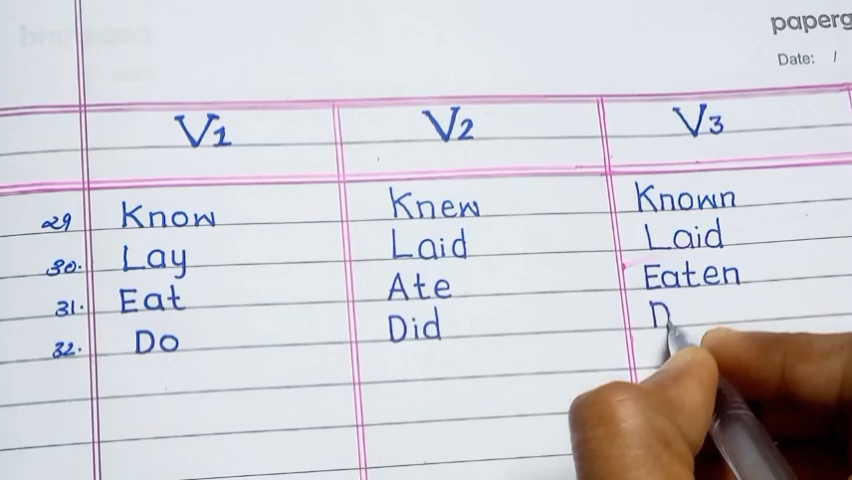 paperg
Date: /
V1 V2 V3
29 Know Knew Known
30. Lay Laid Laid
31. Eat Ate Eaten
32. Do Did D